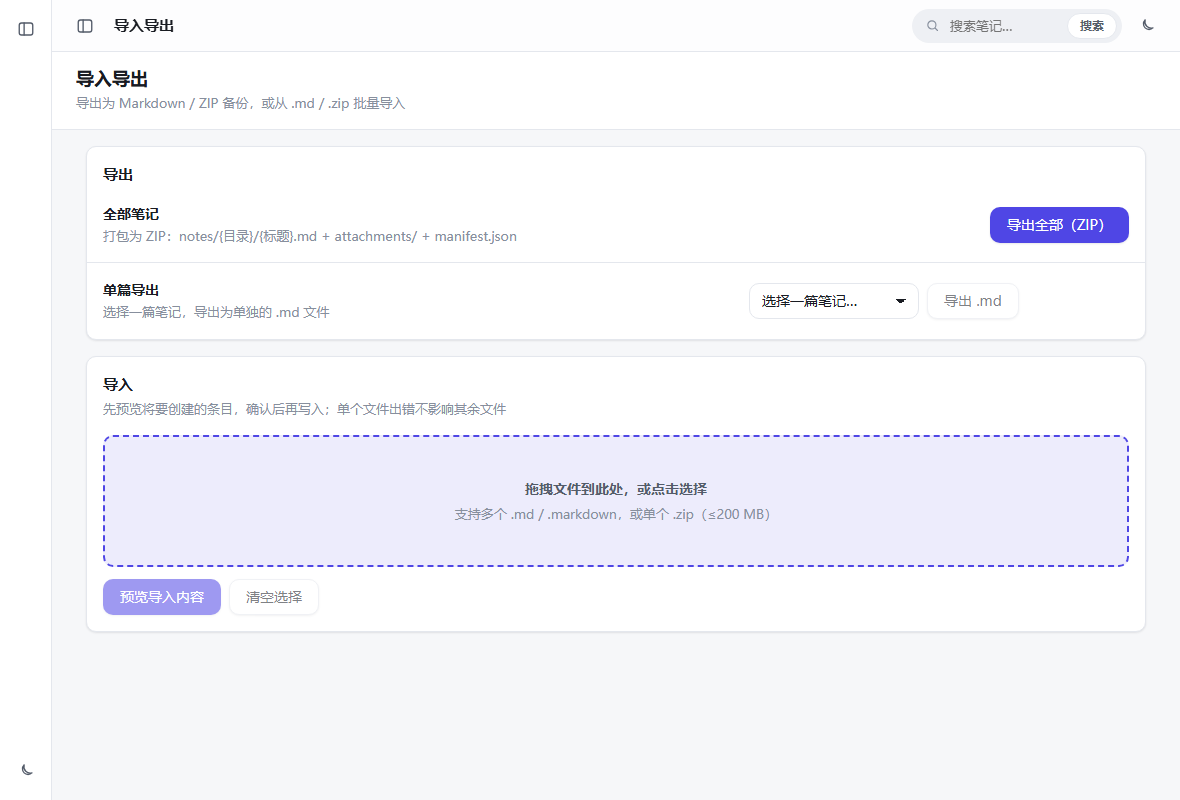 导入导出
搜索笔记...
搜索
导入导出
导出为 Markdown / ZIP 备份，或从 .md / .zip 批量导入
导出
全部笔记
打包为 ZIP：notes/{目录}/{标题}.md + attachments/ + manifest.json
导出全部（ZIP）
单篇导出
选择一篇笔记，导出为单独的 .md 文件
选择一篇笔记...
导出 .md
导入
先预览将要创建的条目，确认后再写入；单个文件出错不影响其余文件
拖拽文件到此处，或点击选择
支持多个 .md / .markdown，或单个 .zip（≤200 MB）
预览导入内容
清空选择